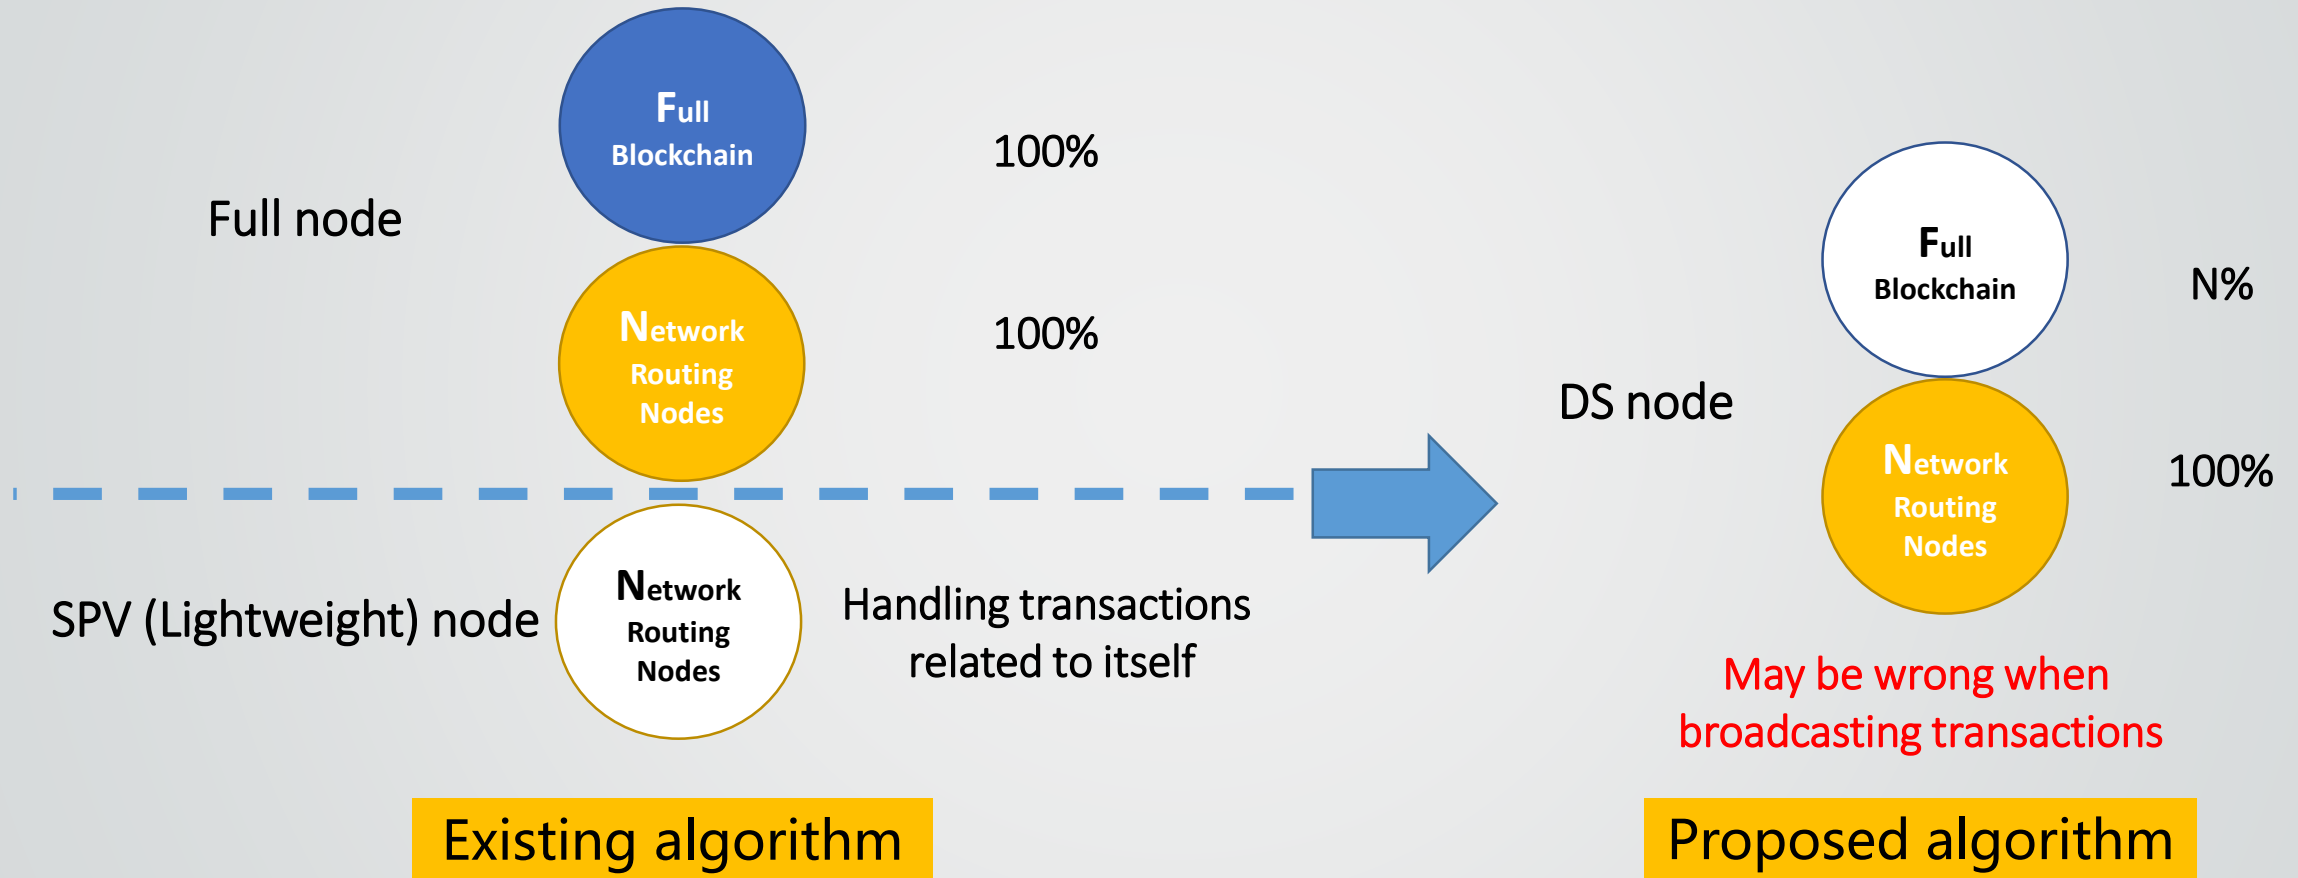 Full
Blockchain
100%
Full node
Network
Routing
Nodes
100%
SPV (Lightweight) node
Network
Routing
Nodes
Handling transactions
related to itself
Existing algorithm
Full
Blockchain
N%
DS node
Network
Routing
Nodes
100%
May be wrong when
broadcasting transactions
Proposed algorithm